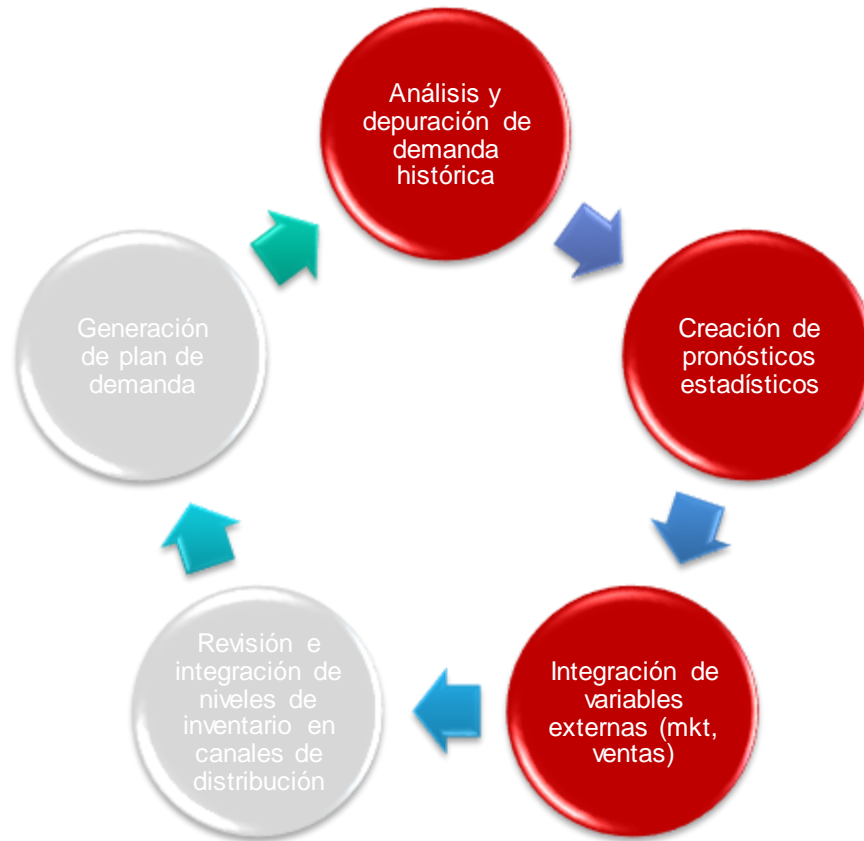 Análisis y
depuración de
demanda
histórica
Creación de
pronósticos
estadísticos
Integración de
variables
externas (mkt,
ventas)
Revisión e
integración de
niveles de
inventario en
canales de
distribución
Generación
de plan de
demanda